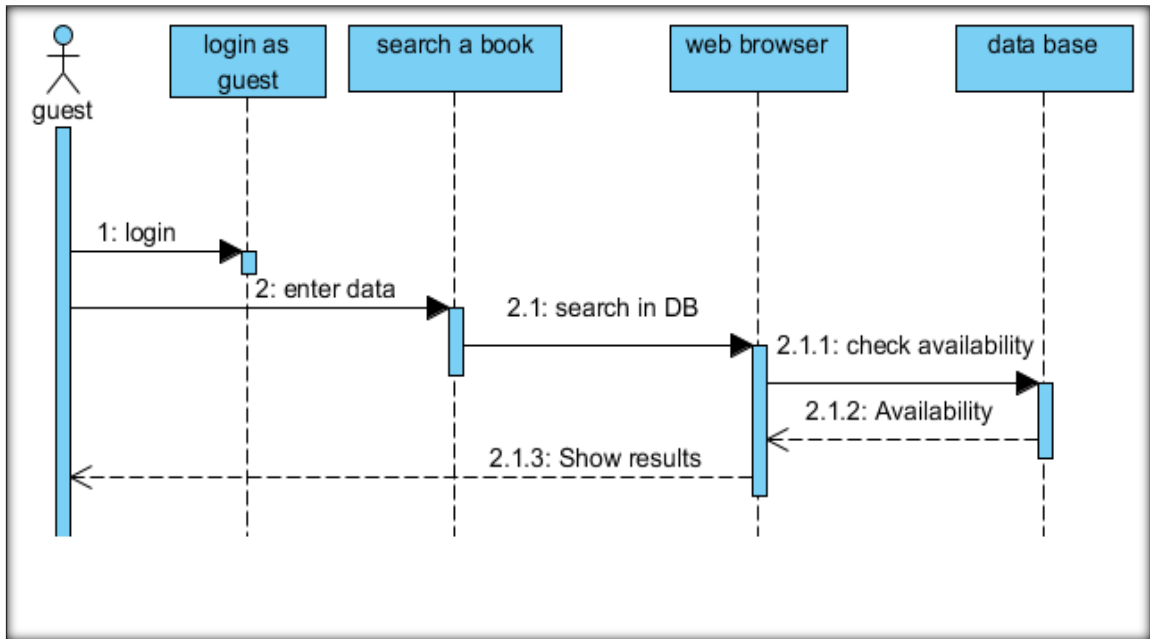 login as
guest
search a book
web browser
data base
guest
1: login
2: enter data
2.1: search in DB
2.1.1: check availability
2.1.2: Availability
2.1.3: Show results